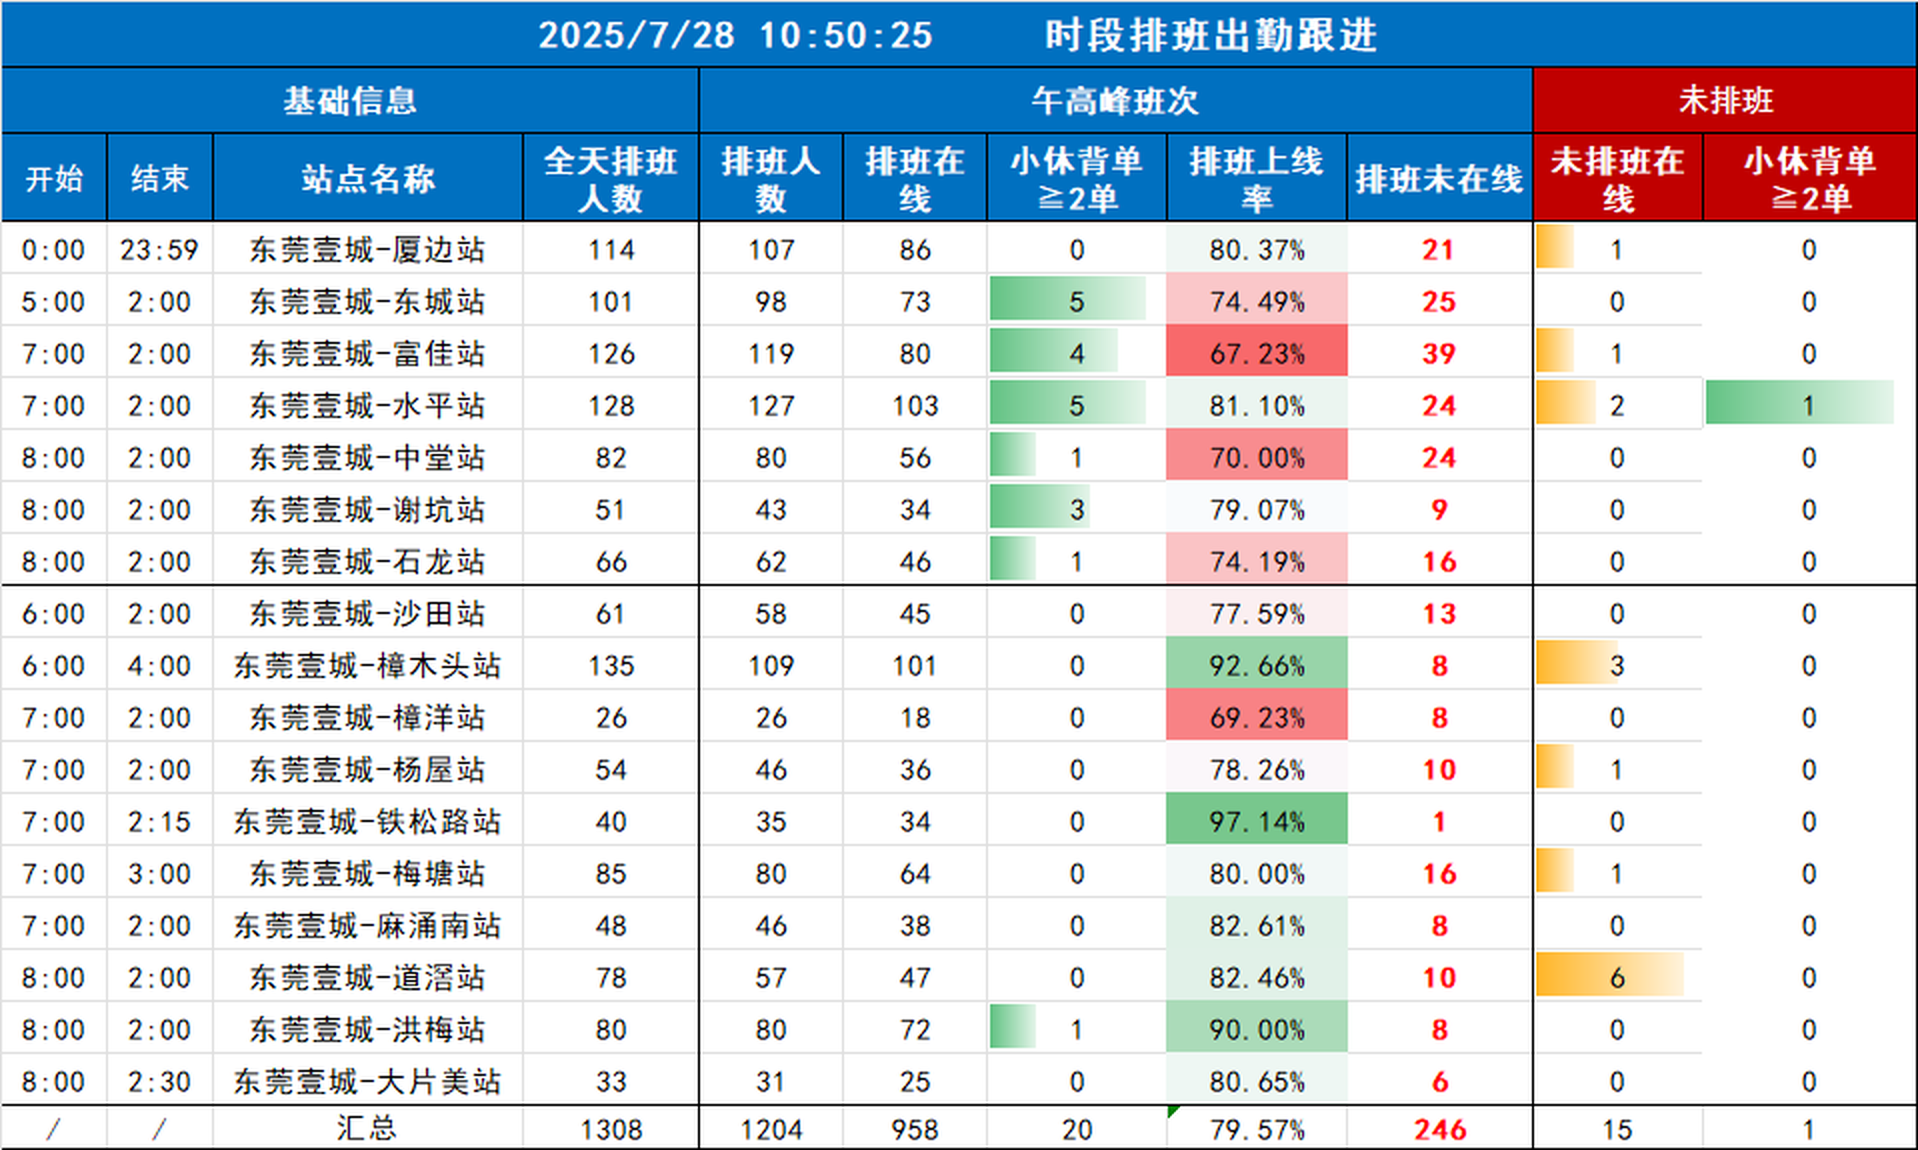 2025/7/28 10:50:25 时段排班出勤跟进
基础信息 午高峰班次 未排班
开始 结束 站点名称 全天排班人数 排班人数 排班在线 小休背单≧2单 排班上线率 排班未在线 未排班在线 小休背单≧2单
0:00 23:59 东莞壹城-厦边站 114 107 86 0 80.37% 21 1 0
5:00 2:00 东莞壹城-东城站 101 98 73 5 74.49% 25 0 0
7:00 2:00 东莞壹城-富佳站 126 119 80 4 67.23% 39 1 0
7:00 2:00 东莞壹城-水平站 128 127 103 5 81.10% 24 2 1
8:00 2:00 东莞壹城-中堂站 82 80 56 1 70.00% 24 0 0
8:00 2:00 东莞壹城-谢坑站 51 43 34 3 79.07% 9 0 0
8:00 2:00 东莞壹城-石龙站 66 62 46 1 74.19% 16 0 0
6:00 2:00 东莞壹城-沙田站 61 58 45 0 77.59% 13 0 0
6:00 4:00 东莞壹城-樟木头站 135 109 101 0 92.66% 8 3 0
7:00 2:00 东莞壹城-樟洋站 26 26 18 0 69.23% 8 0 0
7:00 2:00 东莞壹城-杨屋站 54 46 36 0 78.26% 10 1 0
7:00 2:15 东莞壹城-铁松路站 40 35 34 0 97.14% 1 0 0
7:00 3:00 东莞壹城-梅塘站 85 80 64 0 80.00% 16 1 0
7:00 2:00 东莞壹城-麻涌南站 48 46 38 0 82.61% 8 0 0
8:00 2:00 东莞壹城-道滘站 78 57 47 0 82.46% 10 6 0
8:00 2:00 东莞壹城-洪梅站 80 80 72 1 90.00% 8 0 0
8:00 2:30 东莞壹城-大片美站 33 31 25 0 80.65% 6 0 0
/ / 汇总 1308 1204 958 20 79.57% 246 15 1